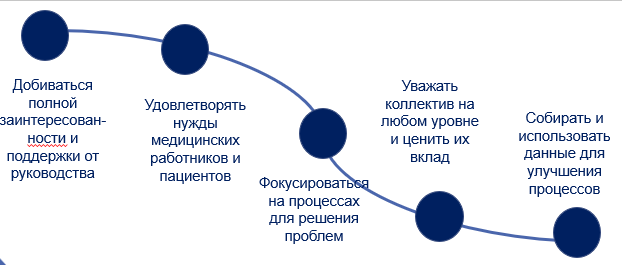 Добиваться
полной
заинтересован-
ности и
поддержки от
руководства
Удовлетворять
нужды
медицинских
работников и
пациентов
Фокусироваться
на процессах
для решения
проблем
Уважать
коллектив на
любом уровне
и ценить их
вклад
Собирать и
использовать
данные для
улучшения
процессов